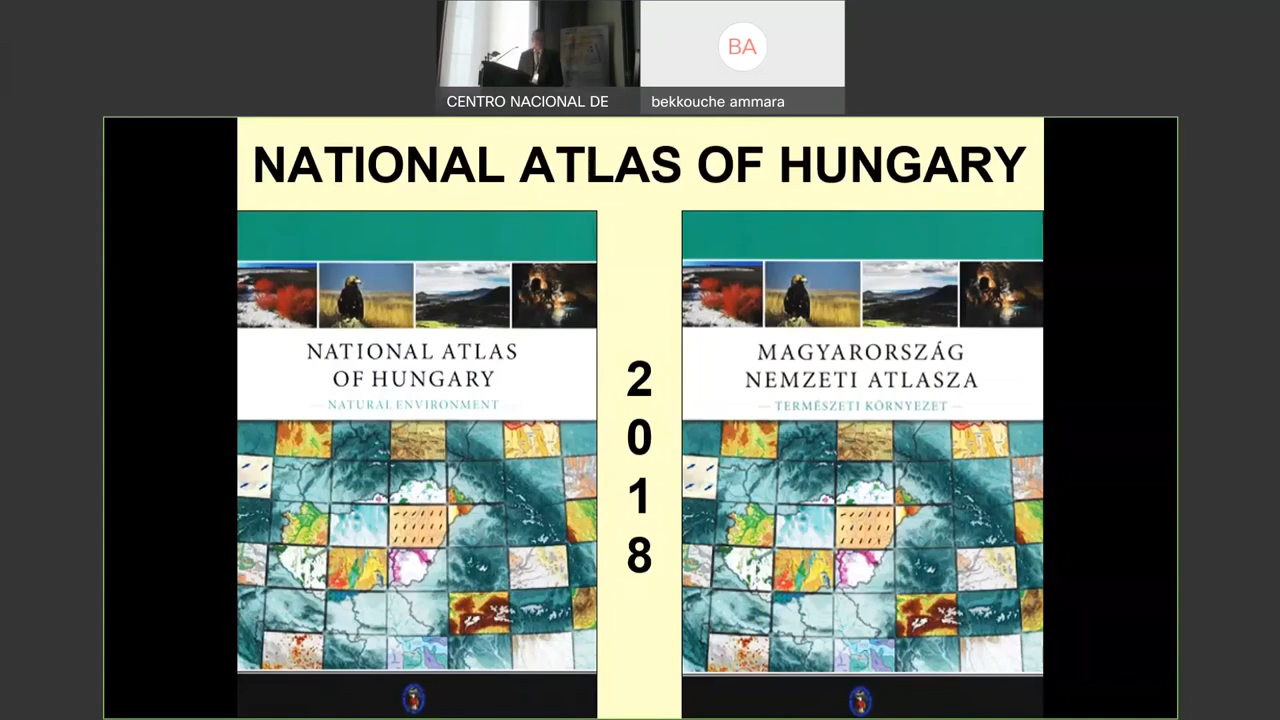 CENTRO NACIONAL DE
BA
bekkouche ammara
NATIONAL ATLAS OF HUNGARY
NATIONAL ATLAS
OF HUNGARY
NATURAL ENVIRONMENT
2
0
1
8
MAGYARORSZÁG
NEMZETI ATLASZA
TERMÉSZETI KÖRNYEZET